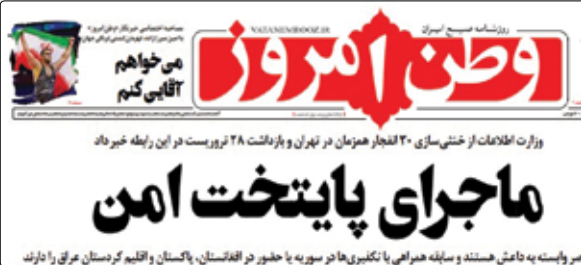 روزنامه صبح ایران
VATANEMROOZ.IR
وطن امروز
مصاحبه اختصاصی خبرنگار «وطن امروز»
می‌خواهم
آقایی کنم
وزارت اطلاعات از خنثی‌سازی ۳۰ انفجار همزمان در تهران و بازداشت ۲۸ تروریست در این رابطه خبر داد
ماجرای پایتخت امن
وابسته به داعش هستند و سابقه همراهی با تکفیری‌ها در سوریه یا حضور در افغانستان، پاکستان و اقلیم کردستان عراق را دارند